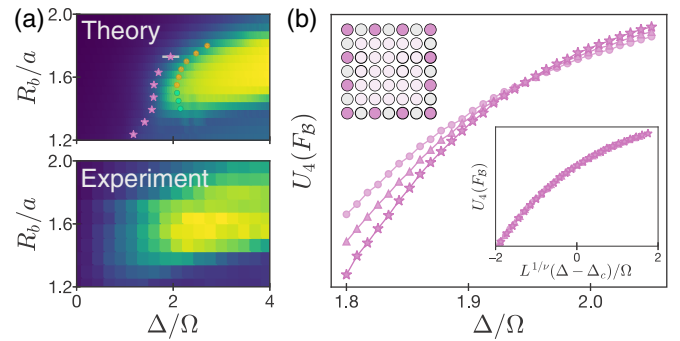 (a)
2.0
Theory
R_b/a
1.6
1.2
2.0
Experiment
R_b/a
1.6
1.2
0
2
4
Δ/Ω
(b)
U_4(F_ℬ)
1.8
1.9
2.0
Δ/Ω
U_4(F_ℬ)
−2
0
2
L^{1/ν}(Δ − Δ_c)/Ω